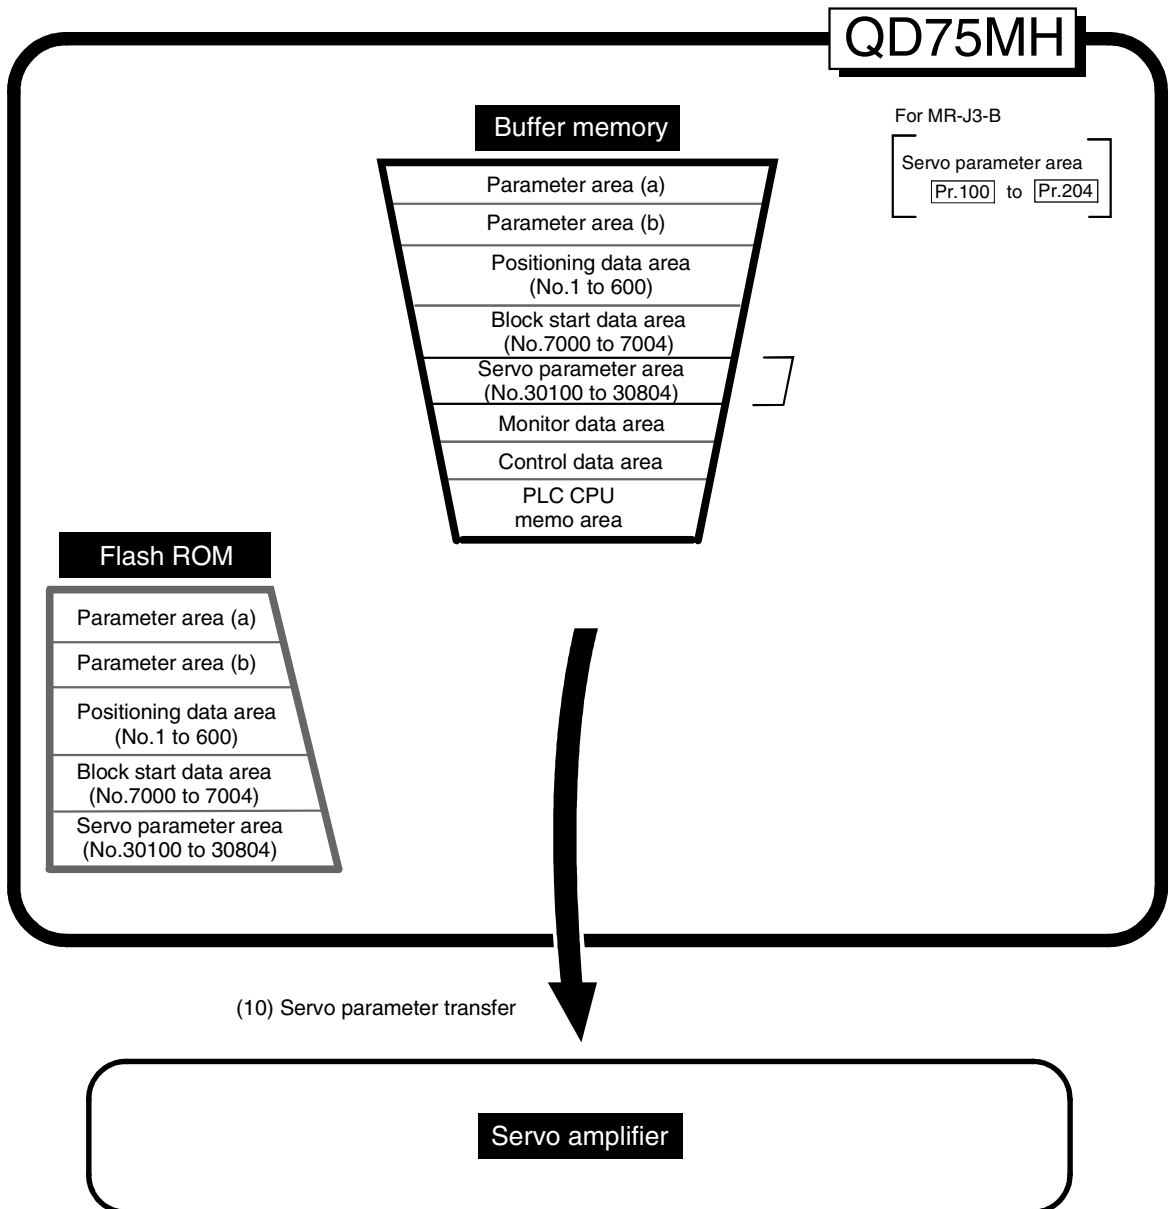 QD75MH
Buffer memory
Parameter area (a)
Parameter area (b)
Positioning data area
(No.1 to 600)
Block start data area
(No.7000 to 7004)
Servo parameter area
(No.30100 to 30804)
Monitor data area
Control data area
PLC CPU
memo area
For MR-J3-B
Servo parameter area
Pr.100 to Pr.204
Flash ROM
Parameter area (a)
Parameter area (b)
Positioning data area
(No.1 to 600)
Block start data area
(No.7000 to 7004)
Servo parameter area
(No.30100 to 30804)
(10) Servo parameter transfer
Servo amplifier